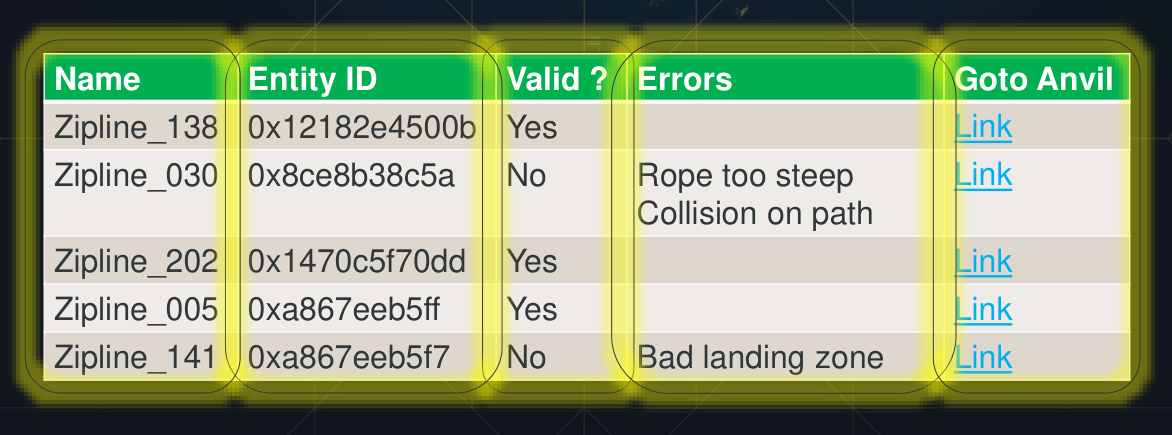 Name Entity ID Valid ? Errors Goto Anvil
Zipline_138 0x12182e4500b Yes Link
Zipline_030 0x8ce8b38c5a No Rope too steep Link
Collision on path
Zipline_202 0x1470c5f70dd Yes Link
Zipline_005 0xa867eeb5ff Yes Link
Zipline_141 0xa867eeb5f7 No Bad landing zone Link